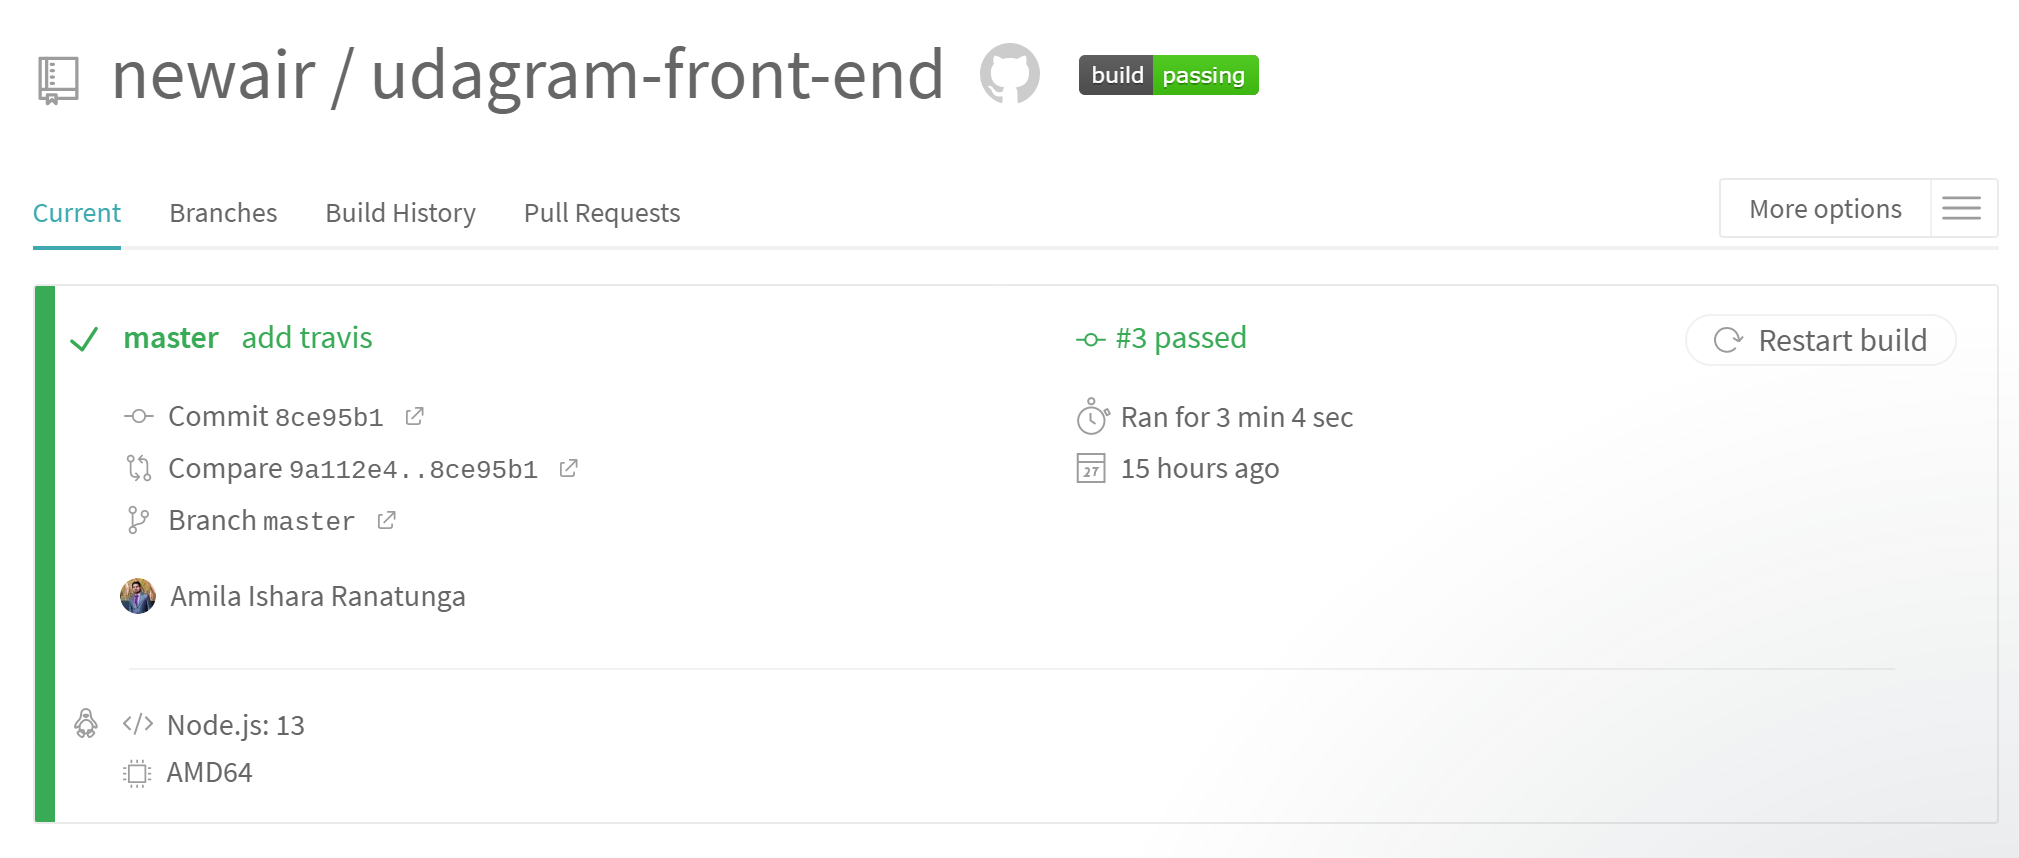 newair / udagram-front-end build passing
Current Branches Build History Pull Requests More options
master add travis #3 passed Restart build
Commit 8ce95b1 Ran for 3 min 4 sec
Compare 9a112e4..8ce95b1 27 15 hours ago
Branch master
Amila Ishara Ranatunga
</> Node.js: 13
AMD64